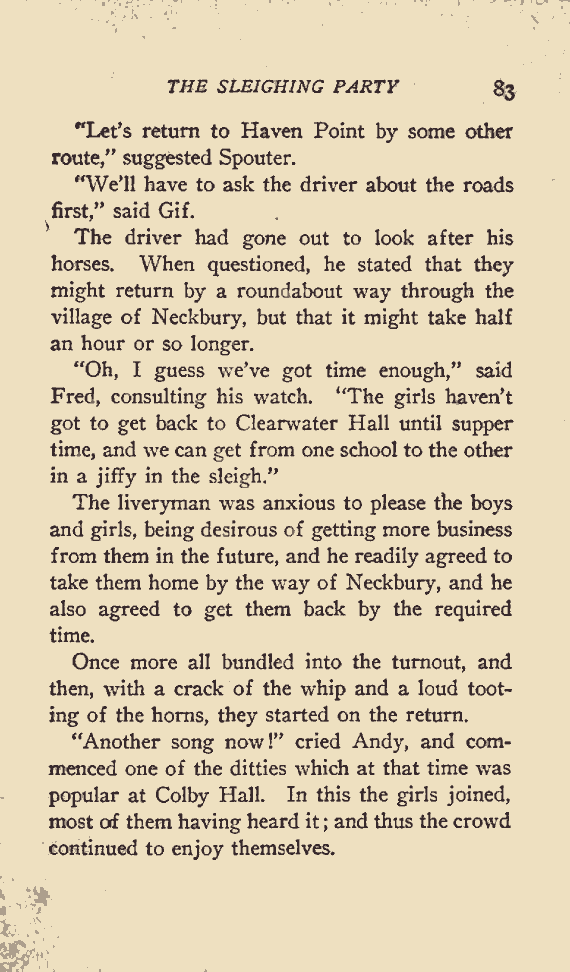 THE SLEIGHING PARTY 83
"Let's return to Haven Point by some other
route," suggested Spouter.
"We'll have to ask the driver about the roads
first," said Gif.
The driver had gone out to look after his
horses. When questioned, he stated that they
might return by a roundabout way through the
village of Neckbury, but that it might take half
an hour or so longer.
"Oh, I guess we've got time enough," said
Fred, consulting his watch. "The girls haven't
got to get back to Clearwater Hall until supper
time, and we can get from one school to the other
in a jiffy in the sleigh."
The liveryman was anxious to please the boys
and girls, being desirous of getting more business
from them in the future, and he readily agreed to
take them home by the way of Neckbury, and he
also agreed to get them back by the required
time.
Once more all bundled into the turnout, and
then, with a crack of the whip and a loud toot-
ing of the horns, they started on the return.
"Another song now!" cried Andy, and com-
menced one of the ditties which at that time was
popular at Colby Hall. In this the girls joined,
most of them having heard it; and thus the crowd
continued to enjoy themselves.